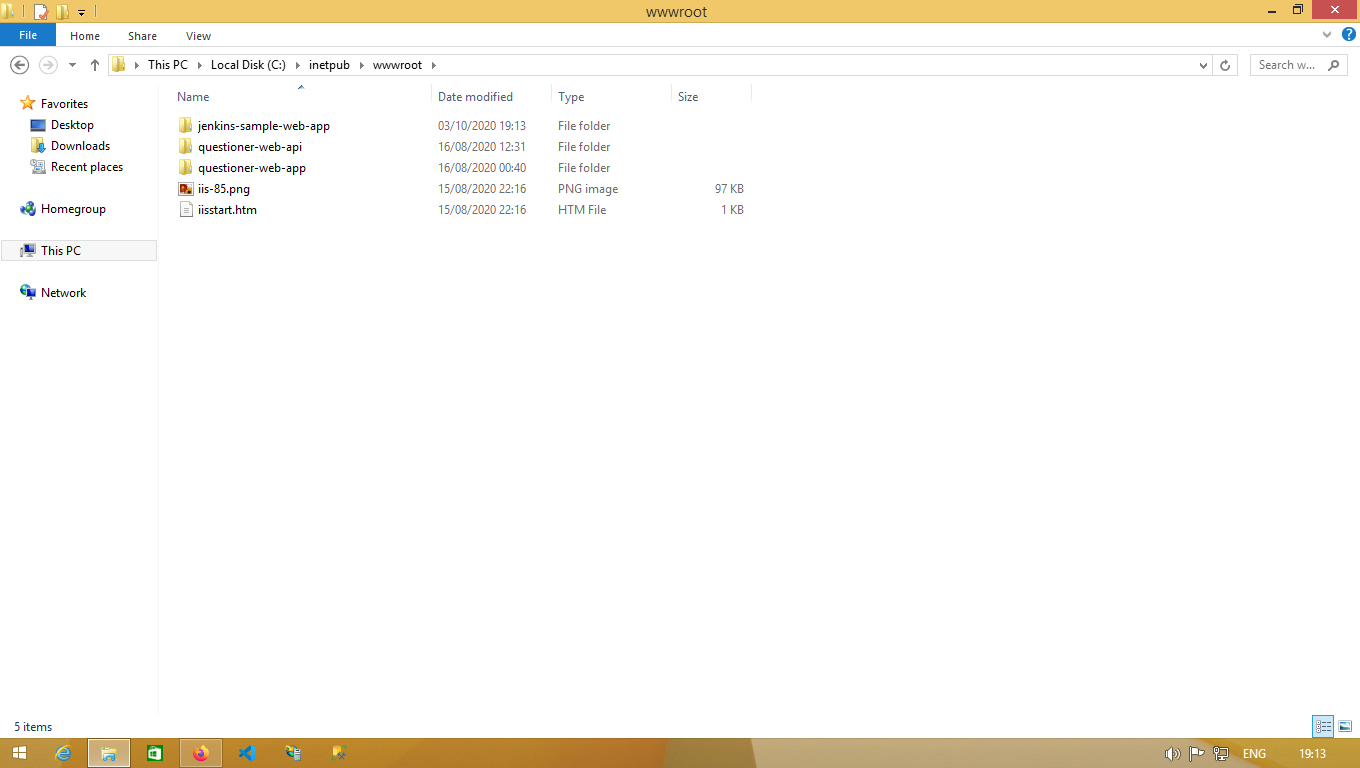 wwwroot
File Home Share View
This PC Local Disk (C:) inetpub wwwroot Search w...
Name Date modified Type Size
Favorites
Desktop
Downloads
Recent places
Homegroup
This PC
Network
jenkins-sample-web-app 03/10/2020 19:13 File folder
questioner-web-api 16/08/2020 12:31 File folder
questioner-web-app 16/08/2020 00:40 File folder
iis-85.png 15/08/2020 22:16 PNG image 97 KB
iisstart.htm 15/08/2020 22:16 HTM File 1 KB
5 items
ENG 19:13